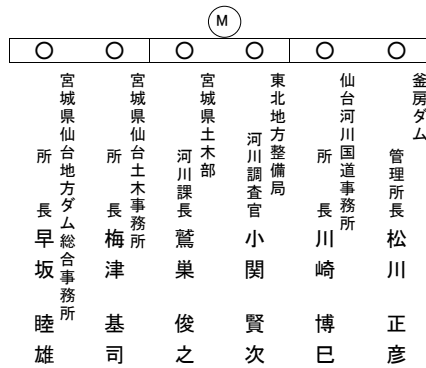 M
釜房ダム
管理所長 松川 正彦
仙台河川国道事務所
所長 川崎 博巳
東北地方整備局
河川調査官 小関 賢次
宮城県土木部
河川課長 鷲巣 俊之
宮城県仙台土木事務所
所長 梅津 基司
宮城県仙台地方ダム総合事務所
所長 早坂 睦雄